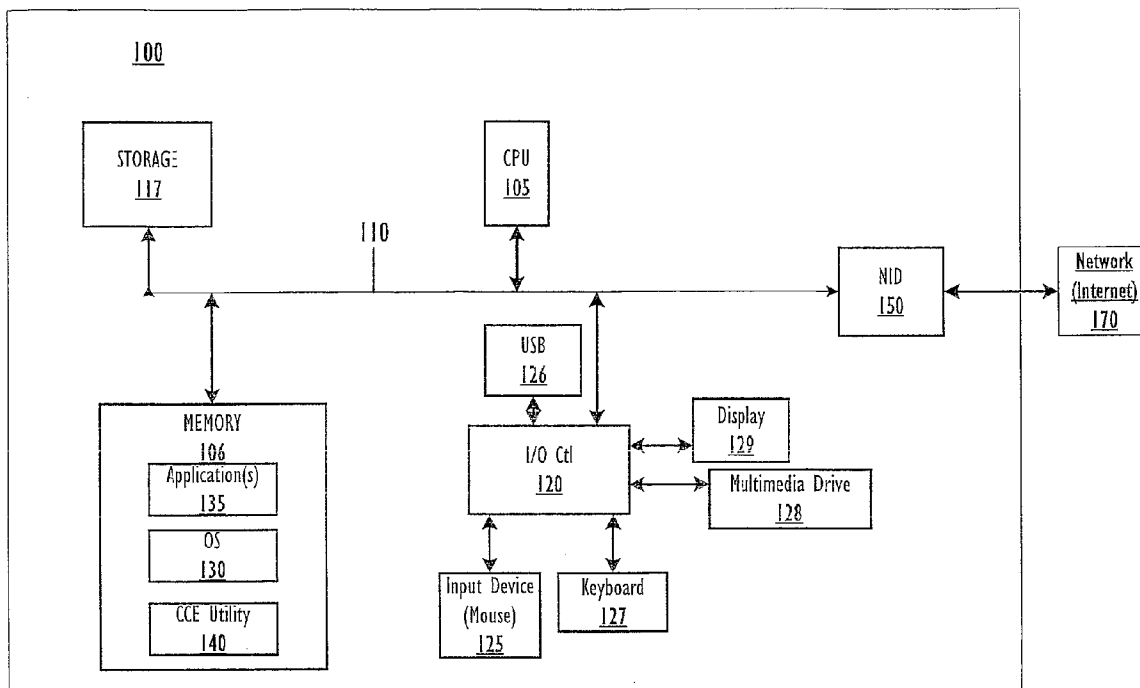 100
STORAGE
117
CPU
105
110
NID
150
Network
(Internet)
170
USB
126
MEMORY
106
Application(s)
135
OS
130
CCE Utility
140
I/O Ctl
120
Display
129
Multimedia Drive
128
Input Device
(Mouse)
125
Keyboard
127